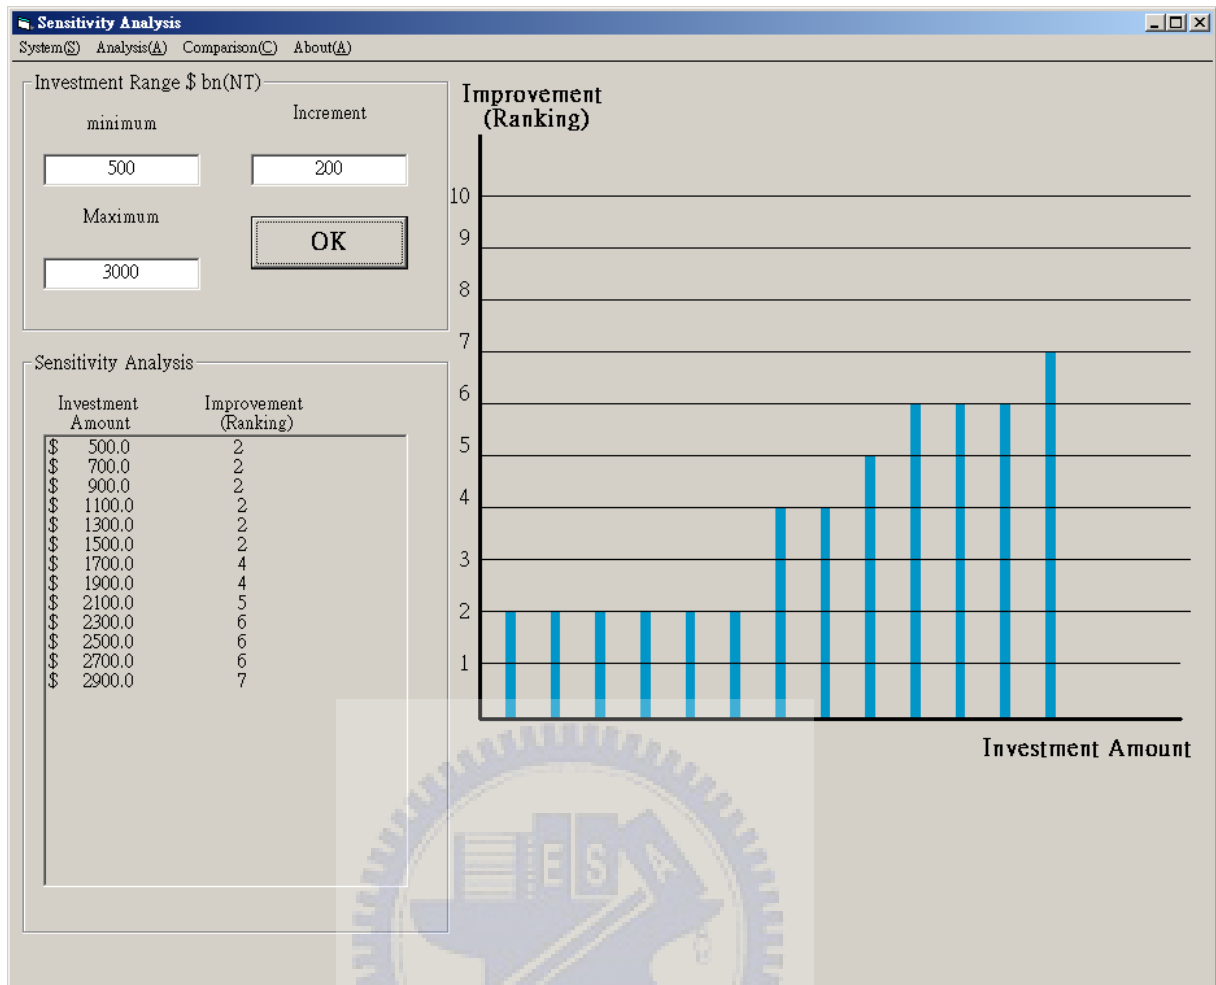 Sensitivity Analysis
System(S) Analysis(A) Comparison(C) About(A)
Investment Range $ bn(NT)
minimum
Increment
500
200
Maximum
OK
3000
Sensitivity Analysis
Investment Amount
Improvement (Ranking)
$ 500.0 2
$ 700.0 2
$ 900.0 2
$ 1100.0 2
$ 1300.0 2
$ 1500.0 2
$ 1700.0 4
$ 1900.0 4
$ 2100.0 5
$ 2300.0 6
$ 2500.0 6
$ 2700.0 6
$ 2900.0 7
Improvement
(Ranking)
10
9
8
7
6
5
4
3
2
1
Investment Amount
E S A